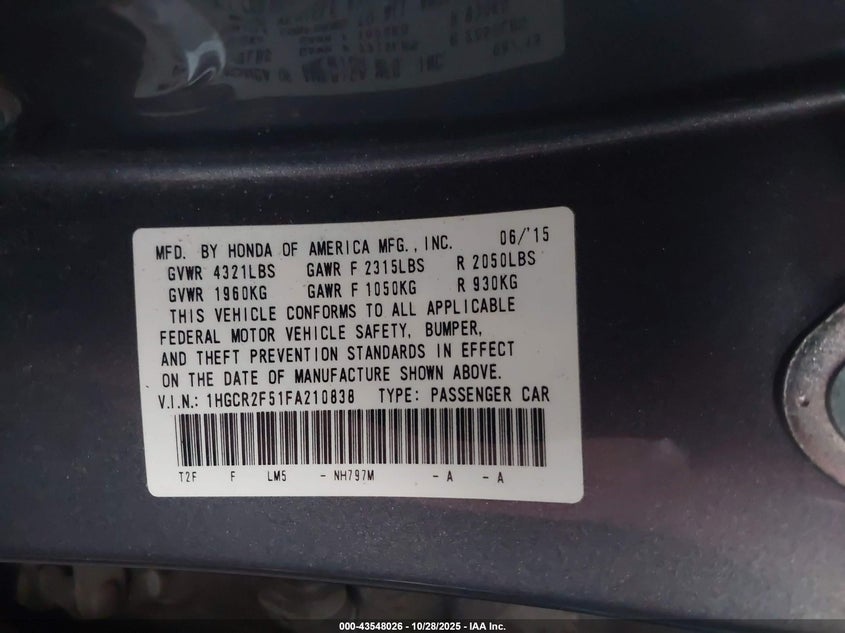 MFD. BY HONDA OF AMERICA MFG., INC. 06/'15
GVWR 4321LBS GAWR F 2315LBS R 2050LBS
GVWR 1960KG GAWR F 1050KG R 930KG
THIS VEHICLE CONFORMS TO ALL APPLICABLE
FEDERAL MOTOR VEHICLE SAFETY, BUMPER,
AND THEFT PREVENTION STANDARDS IN EFFECT
ON THE DATE OF MANUFACTURE SHOWN ABOVE.
V.I.N.: 1HGCR2F51FA210838 TYPE: PASSENGER CAR
T2F F LM5 - NH797M - A - A
000-43548026 | 10/28/2025 | IAA Inc.